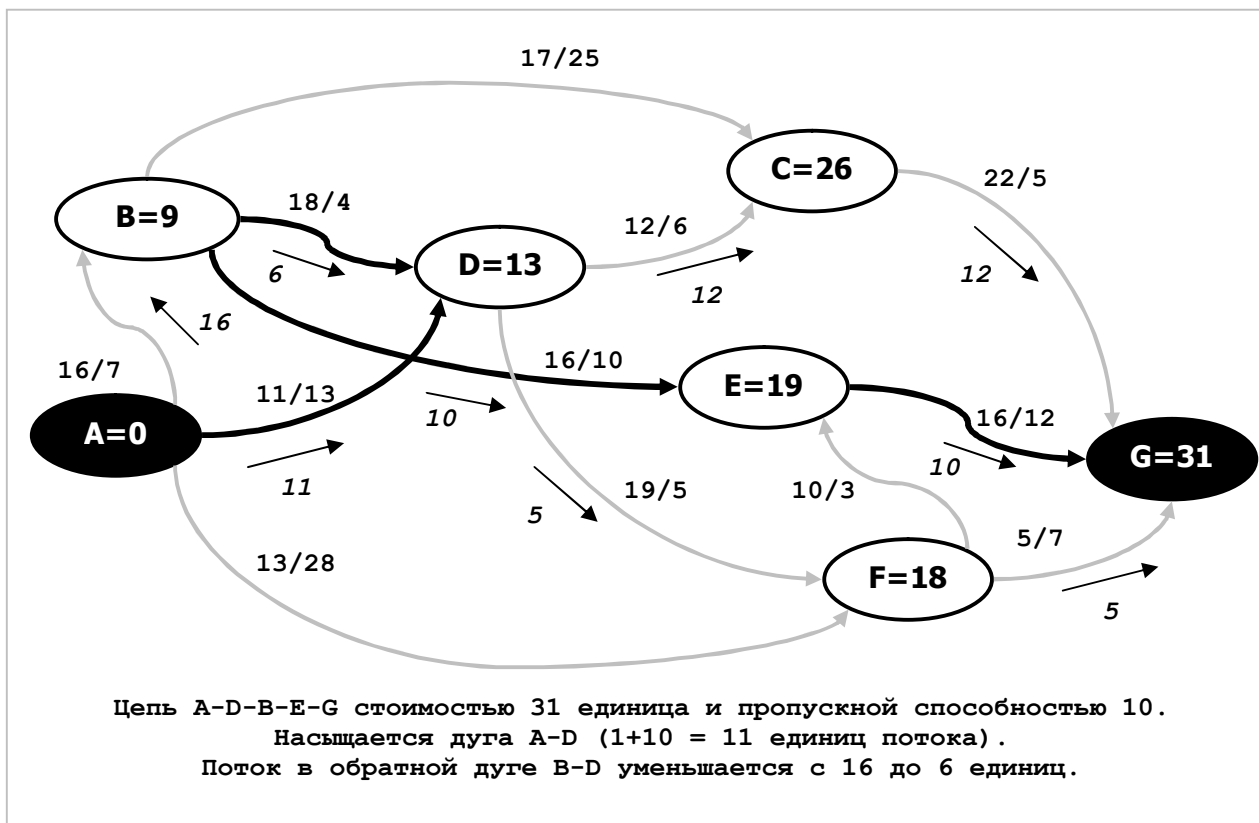 17/25
C=26
22/5
B=9
18/4
12/6
D=13
6
12
12
16
16/7
11/13
16/10
E=19
16/12
A=0
10
G=31
10
11
5
19/5
10/3
13/28
5/7
F=18
5
Цепь A-D-B-E-G стоимостью 31 единица и пропускной способностью 10.
Насыщается дуга A-D (1+10 = 11 единиц потока).
Поток в обратной дуге B-D уменьшается с 16 до 6 единиц.